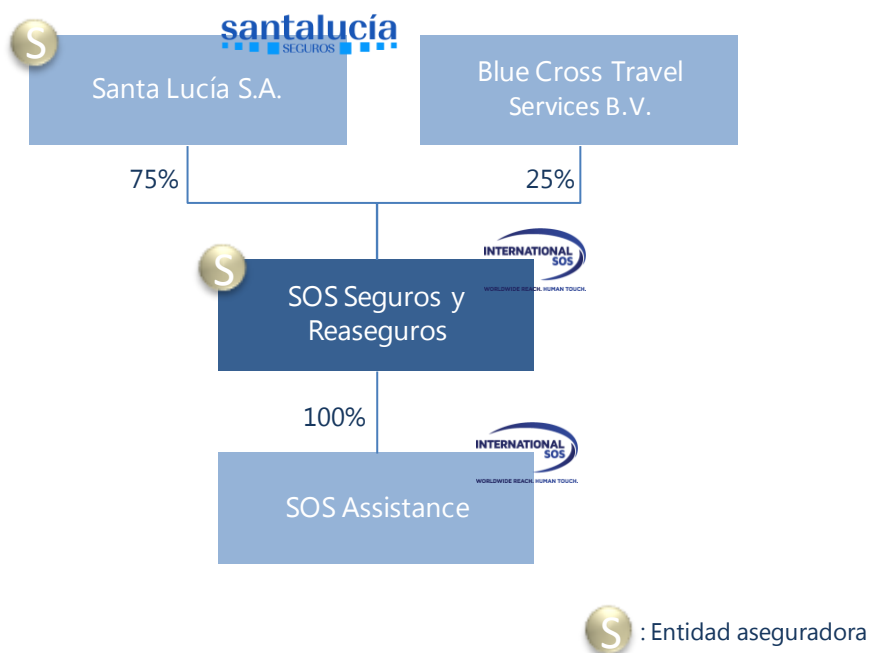 S
santalucía
SEGUROS
Santa Lucía S.A.
Blue Cross Travel
Services B.V.
75%
25%
S
INTERNATIONAL
SOS
WORLDWIDE REACH. HUMAN TOUCH.
SOS Seguros y
Reaseguros
100%
INTERNATIONAL
SOS
WORLDWIDE REACH. HUMAN TOUCH.
SOS Assistance
S : Entidad aseguradora